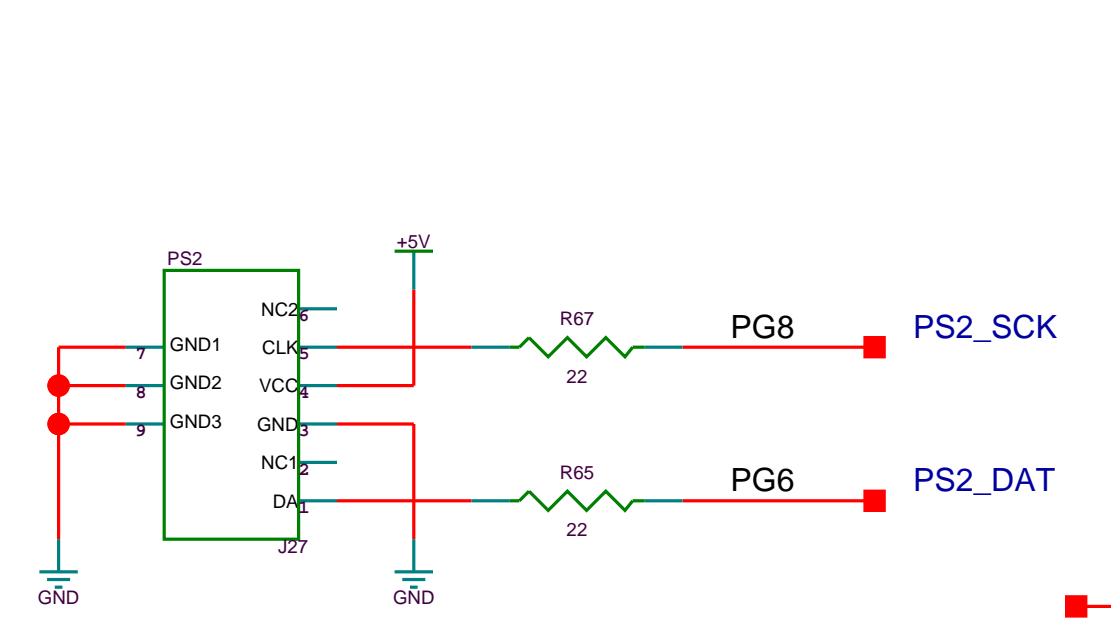 +5V
PS2
NC2 6
R67
PG8
PS2_SCK
7 GND1
CLK 5
22
8 GND2
VCC 4
9 GND3
GND 3
NC1 2
R65
PG6
PS2_DAT
DA 1
22
J27
GND
GND